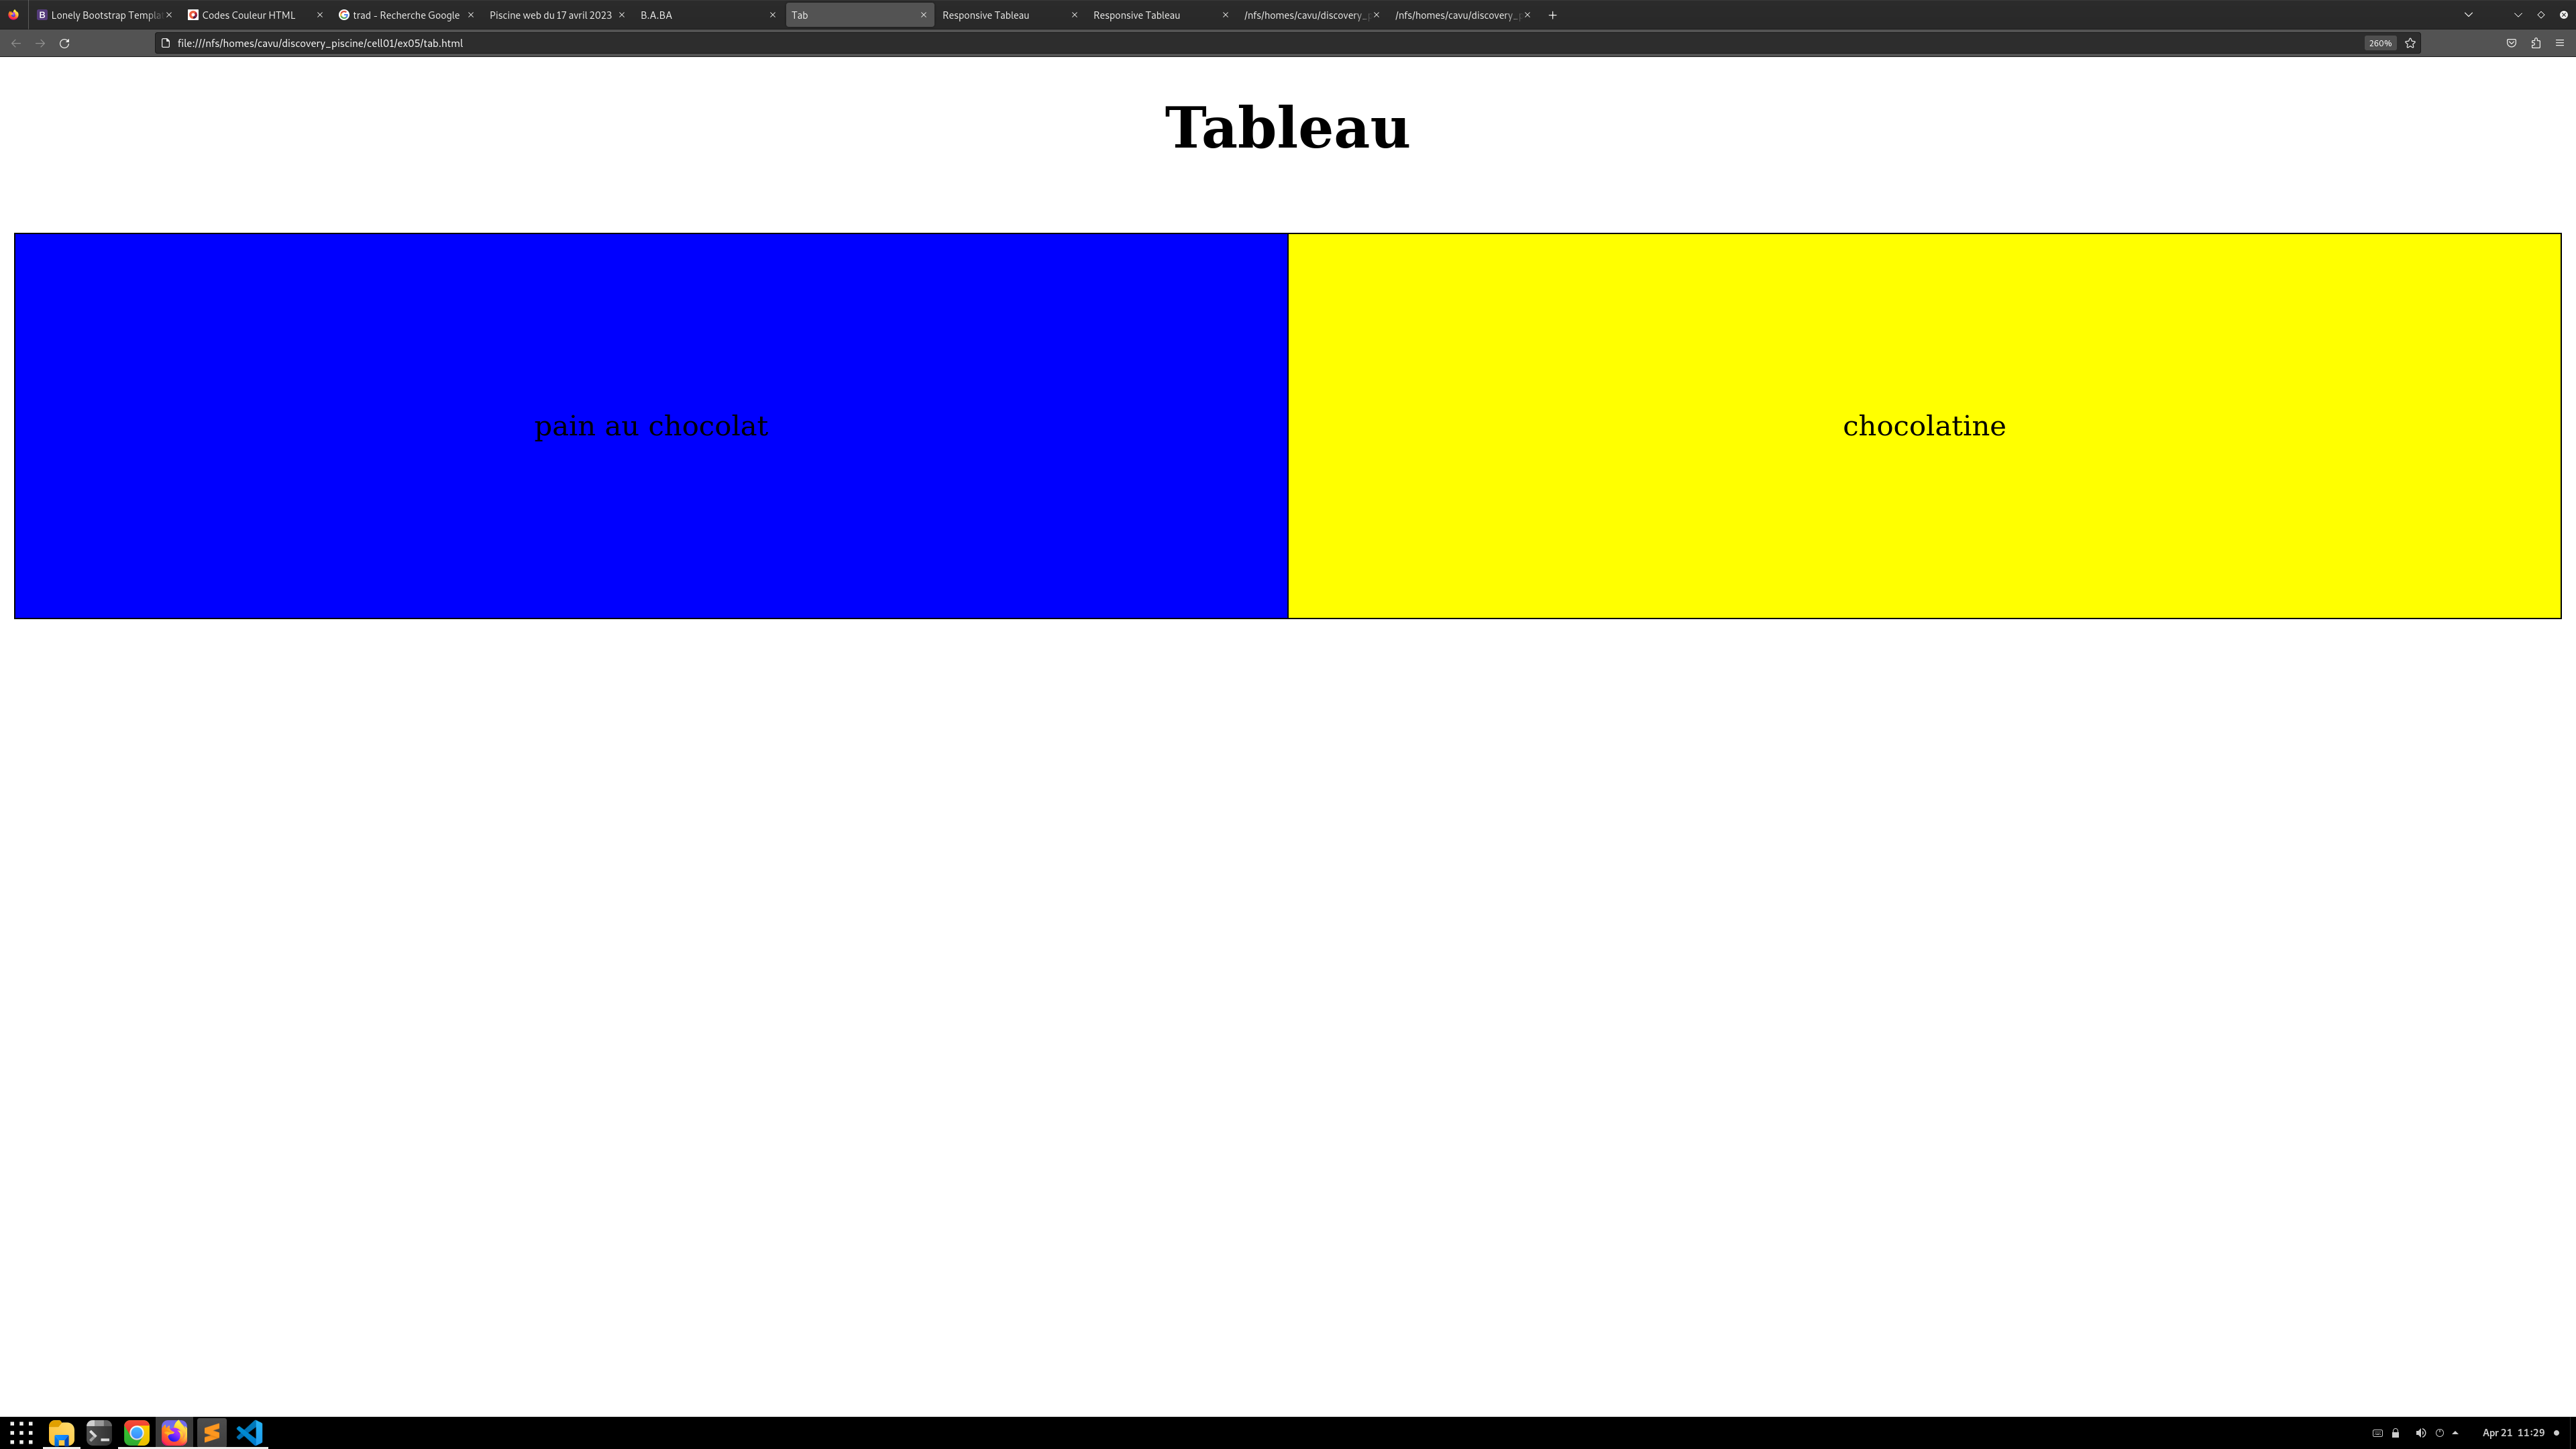 Lonely Bootstrap Templa
Codes Couleur HTML
trad - Recherche Google
Piscine web du 17 avril 2023
B.A.BA
Tab
Responsive Tableau
Responsive Tableau
/nfs/homes/cavu/discovery_p
/nfs/homes/cavu/discovery_p
file:///nfs/homes/cavu/discovery_piscine/cell01/ex05/tab.html
260%
Tableau
pain au chocolat
chocolatine
Apr 21 11:29